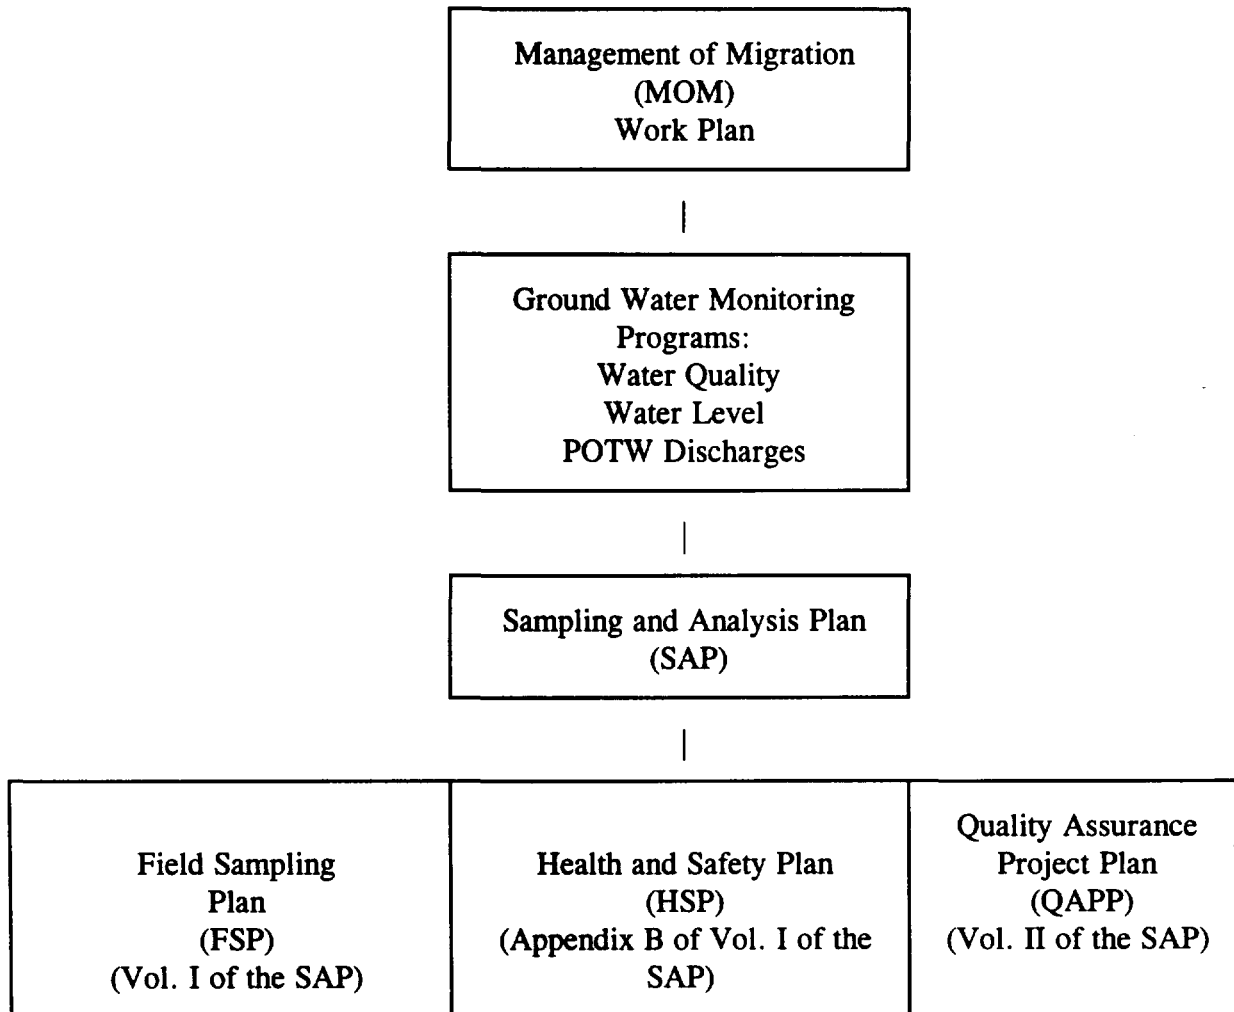 Management of Migration
(MOM)
Work Plan
Ground Water Monitoring
Programs:
Water Quality
Water Level
POTW Discharges
Sampling and Analysis Plan
(SAP)
Field Sampling
Plan
(FSP)
(Vol. I of the SAP)
Health and Safety Plan
(HSP)
(Appendix B of Vol. I of the
SAP)
Quality Assurance
Project Plan
(QAPP)
(Vol. II of the SAP)